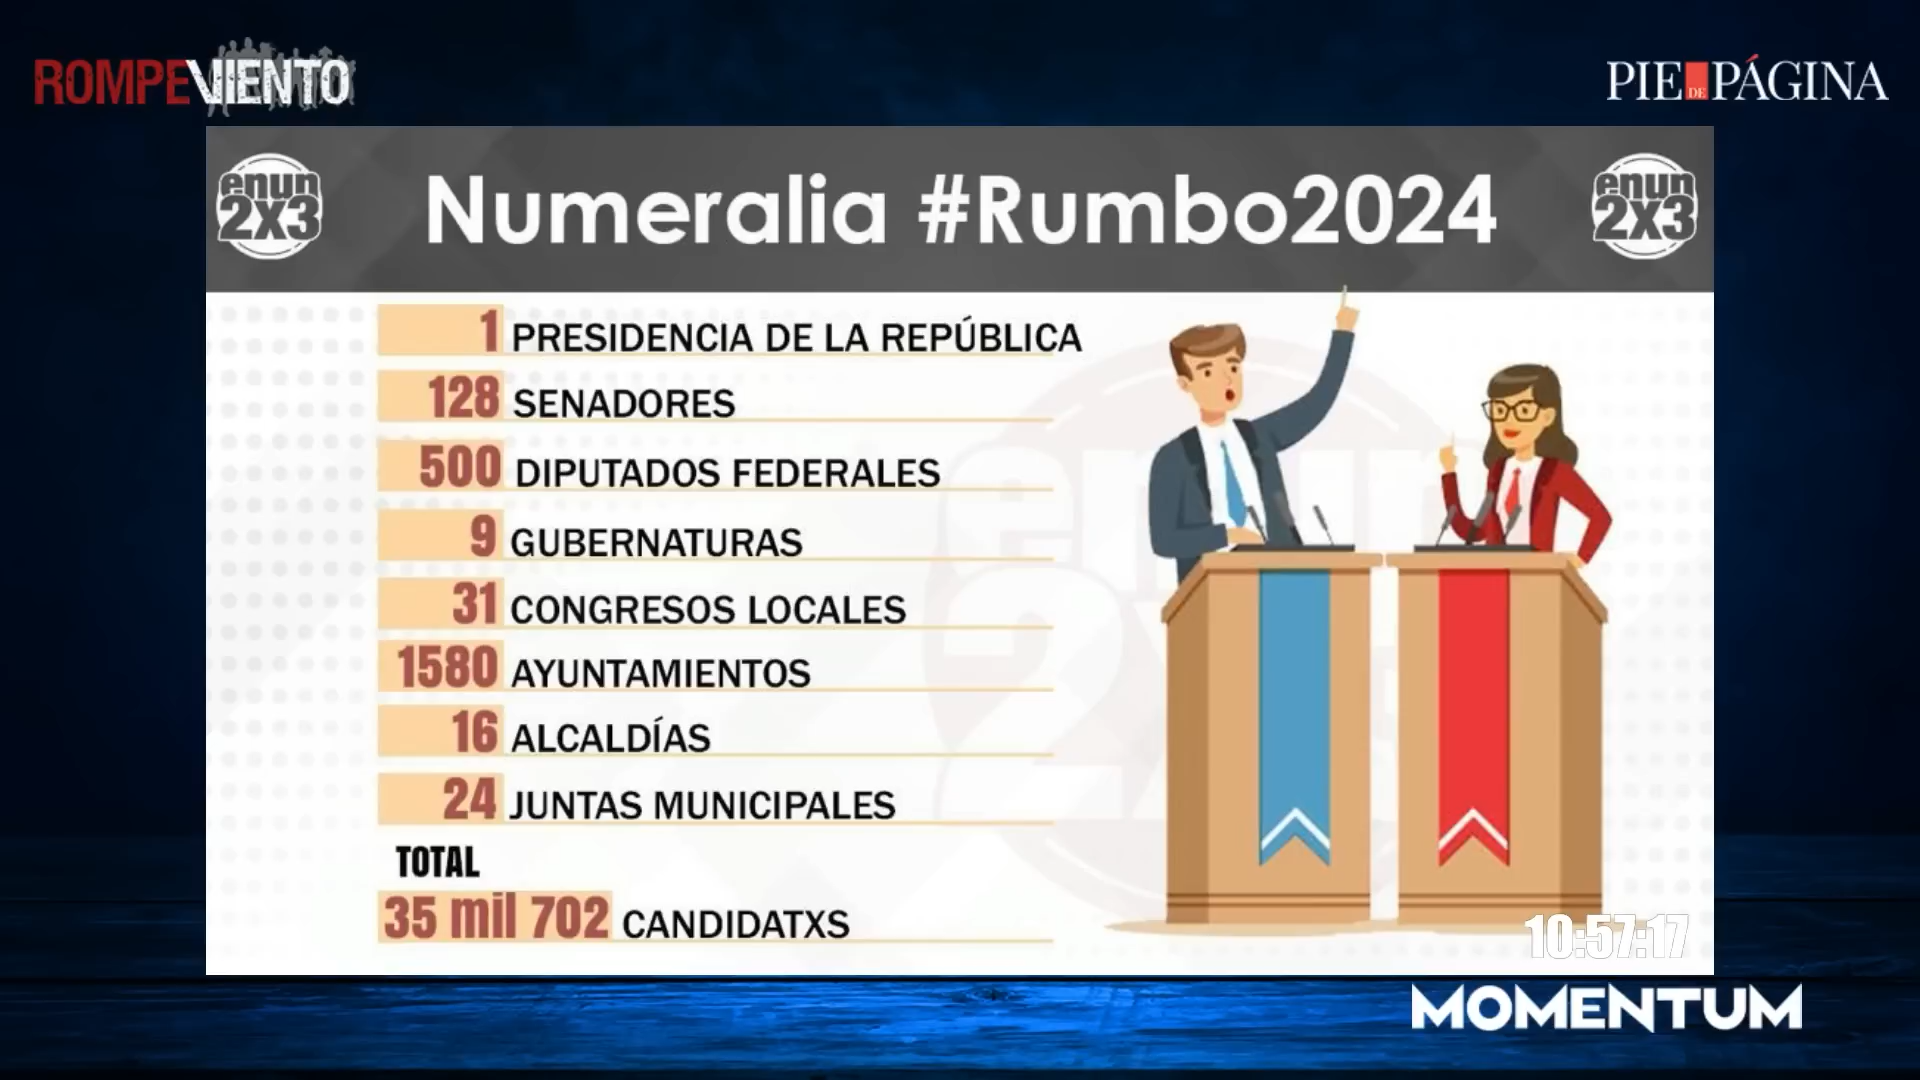 ROMPEVIENTO
PIE DE PÁGINA
enun 2x3
Numeralia #Rumbo2024
enun 2x3
1 PRESIDENCIA DE LA REPÚBLICA
128 SENADORES
500 DIPUTADOS FEDERALES
9 GUBERNATURAS
31 CONGRESOS LOCALES
1580 AYUNTAMIENTOS
16 ALCALDÍAS
24 JUNTAS MUNICIPALES
TOTAL
35 mil 702 CANDIDATXS
10:57:17
MOMENTUM